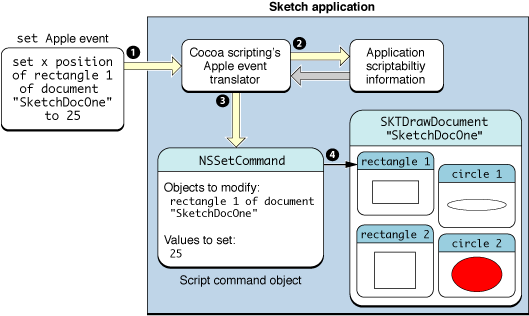 Sketch application
set Apple event
set x position
of rectangle 1
of document
"SketchDocOne"
to 25
1
Cocoa scripting's
Apple event
translator
2
Application
scriptabiltiy
information
3
NSSetCommand
Objects to modify:
rectangle 1 of document
"SketchDocOne"
Values to set:
25
Script command object
4
SKTDrawDocument
"SketchDocOne"
rectangle 1
circle 1
rectangle 2
circle 2